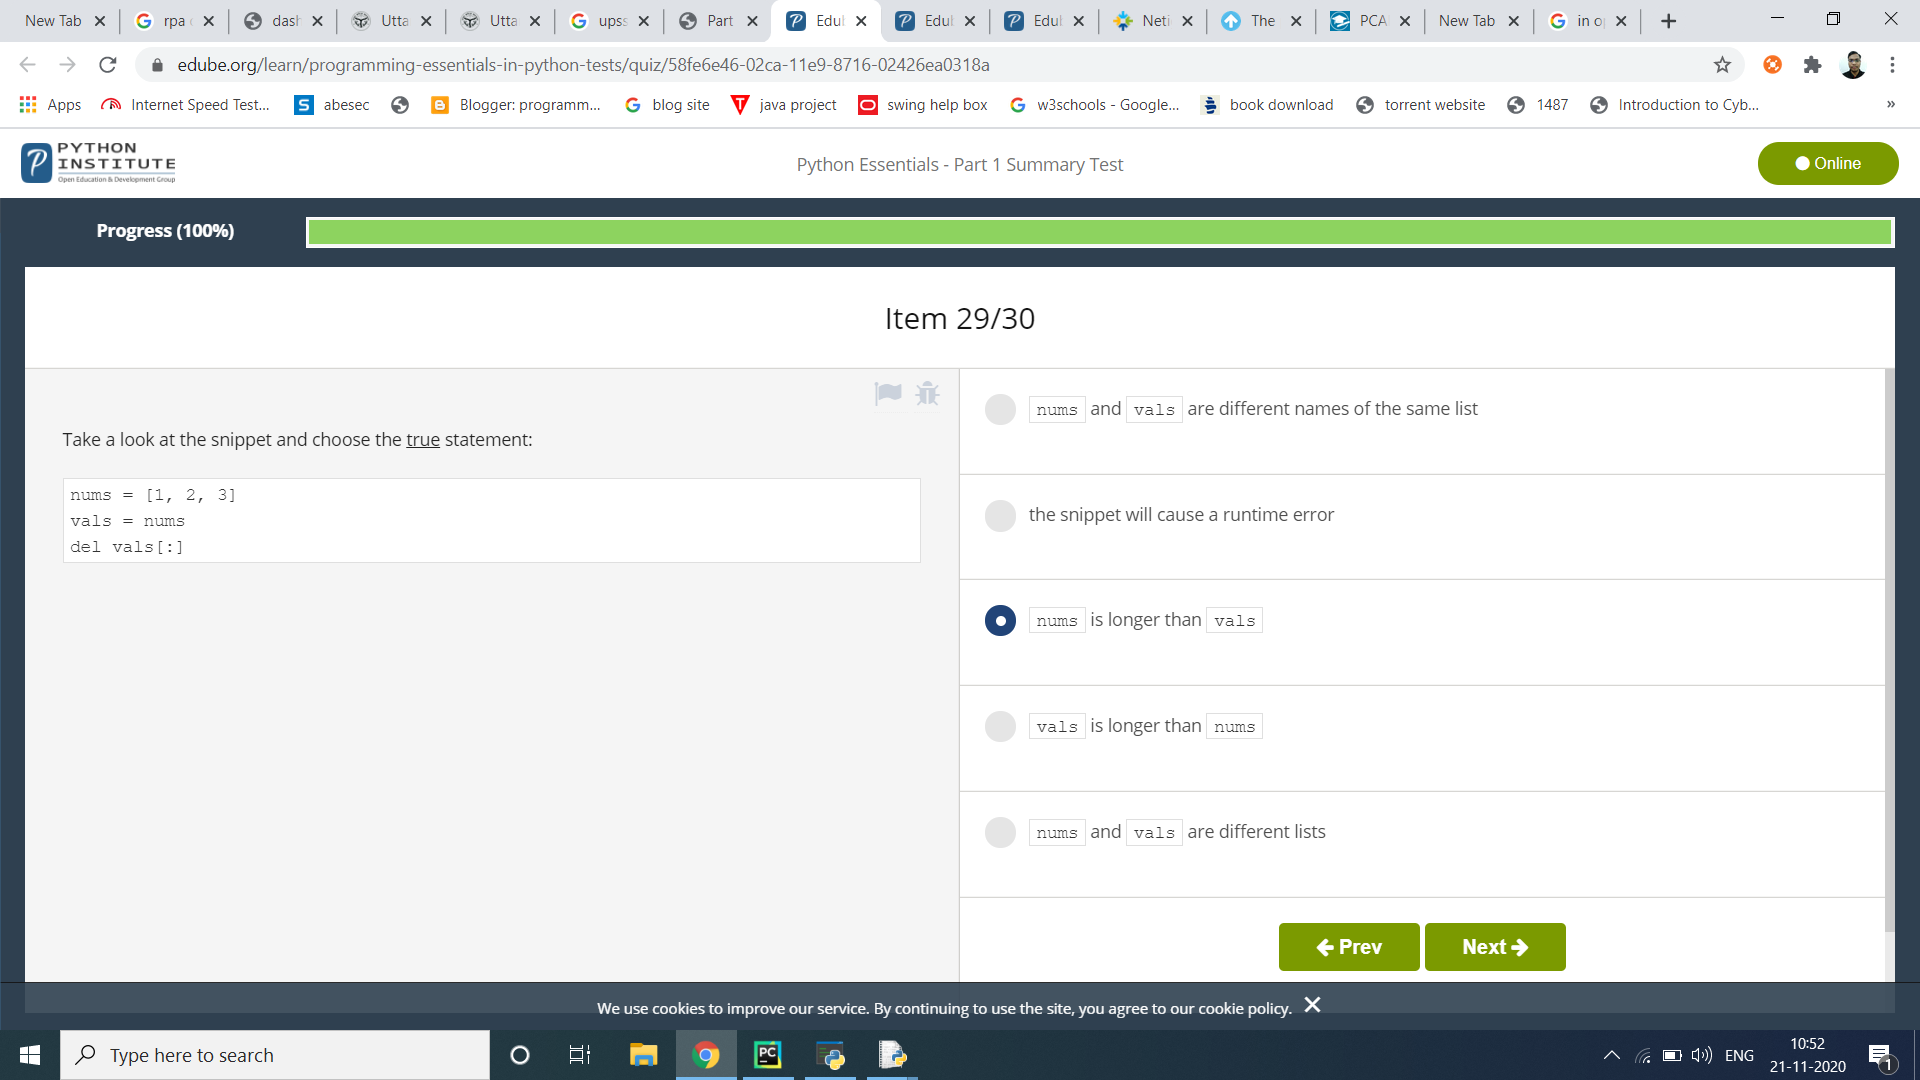 New Tab
rpa
dash
Utta
Utta
upss
Part
Edu
Edu
Edu
Neti
The
PCA
New Tab
in o
edube.org/learn/programming-essentials-in-python-tests/quiz/58fe6e46-02ca-11e9-8716-02426ea0318a
Apps
Internet Speed Test...
abesec
Blogger: programm...
blog site
java project
swing help box
w3schools - Google...
book download
torrent website
1487
Introduction to Cyb...
»
PYTHON
INSTITUTE
Open Education & Development Group
Python Essentials - Part 1 Summary Test
Online
Progress (100%)
Item 29/30
Take a look at the snippet and choose the true statement:
nums = [1, 2, 3]
vals = nums
del vals[:]
nums and vals are different names of the same list
the snippet will cause a runtime error
nums is longer than vals
vals is longer than nums
nums and vals are different lists
Prev
Next
We use cookies to improve our service. By continuing to use the site, you agree to our cookie policy.
Type here to search
PC
ENG
10:52
21-11-2020
1